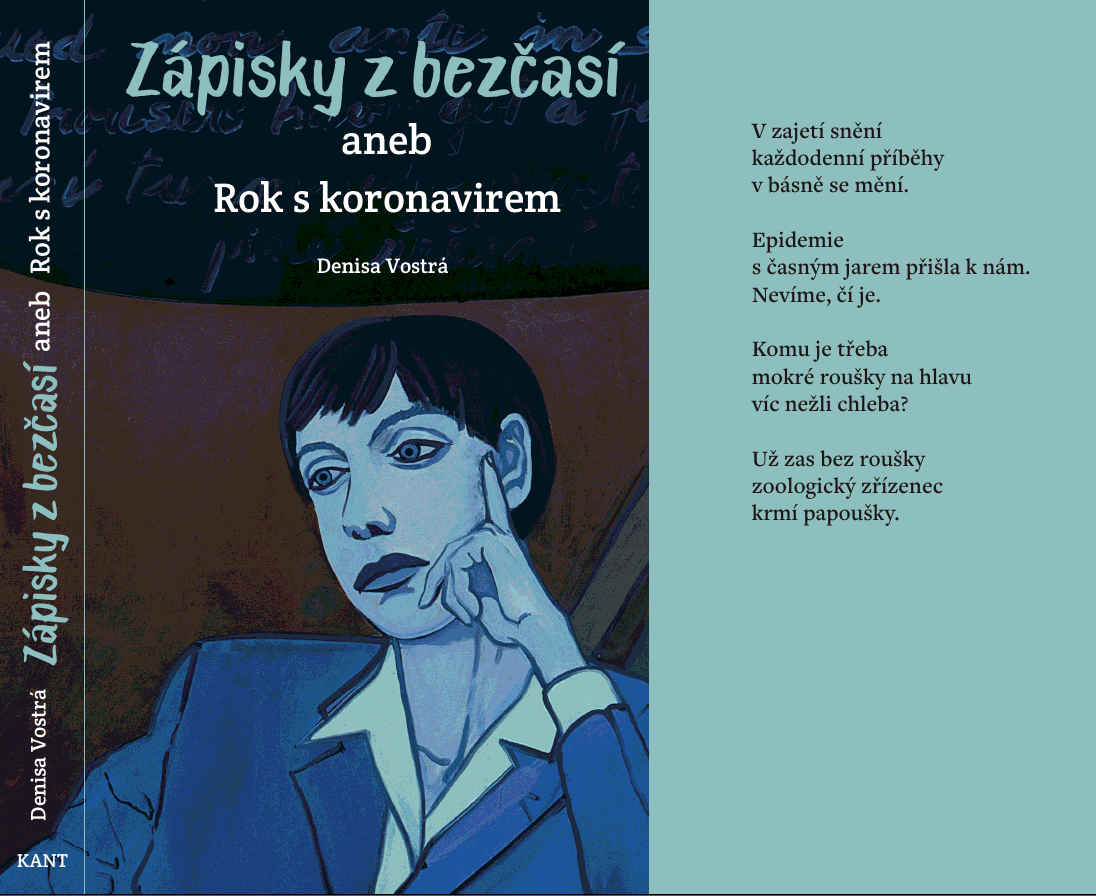 Denisa Vostrá Zápisky z bezčasí aneb Rok s koronavirem
KANT
Zápisky z bezčasí
aneb
Rok s koronavirem
Denisa Vostrá
V zajetí snění
každodenní příběhy
v básně se mění.
Epidemie
s časným jarem přišla k nám.
Nevíme, čí je.
Komu je třeba
mokré roušky na hlavu
víc nežli chleba?
Už zas bez roušky
zoologický zřízenec
krmí papoušky.